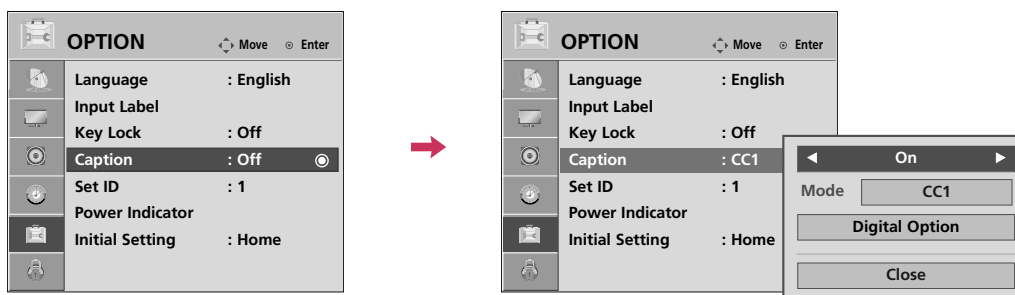 OPTION Move Enter
Language : English
Input Label
Key Lock : Off
Caption : Off
Set ID : 1
Power Indicator
Initial Setting : Home
OPTION Move Enter
Language : English
Input Label
Key Lock : Off
Caption : CC1
Set ID : 1
Power Indicator
Initial Setting : Home
On
Mode CC1
Digital Option
Close